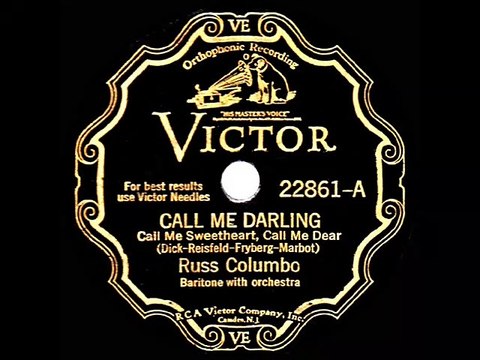 VE
Orthophonic Recording
"HIS MASTER'S VOICE"
VICTOR
For best results
use Victor Needles
22861-A
CALL ME DARLING
Call Me Sweetheart, Call Me Dear
(Dick-Reisfeld-Fryberg-Marbot)
Russ Columbo
Baritone with orchestra
RCA Victor Company, Inc.
Camden, N.J.
VE